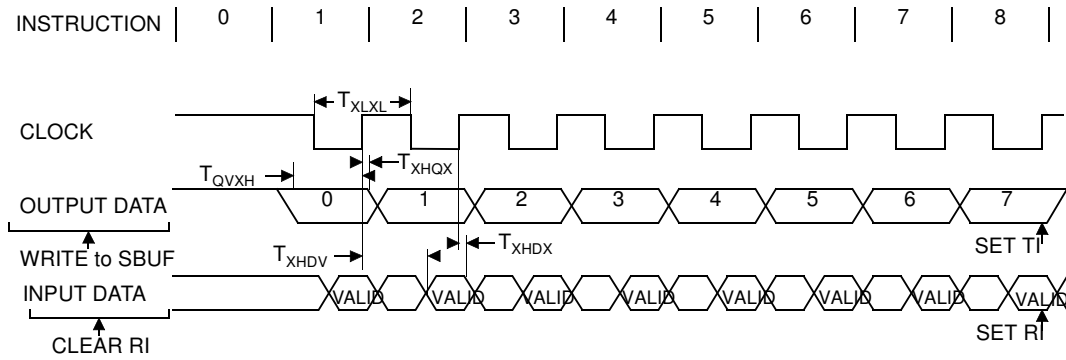 INSTRUCTION 0 1 2 3 4 5 6 7 8
T_XLXL
CLOCK
T_XHQX
T_QVXH
OUTPUT DATA 0 1 2 3 4 5 6 7
WRITE to SBUF T_XHDV T_XHDX SET TI
INPUT DATA VALID VALID VALID VALID VALID VALID VALID VALID
CLEAR RI SET RI